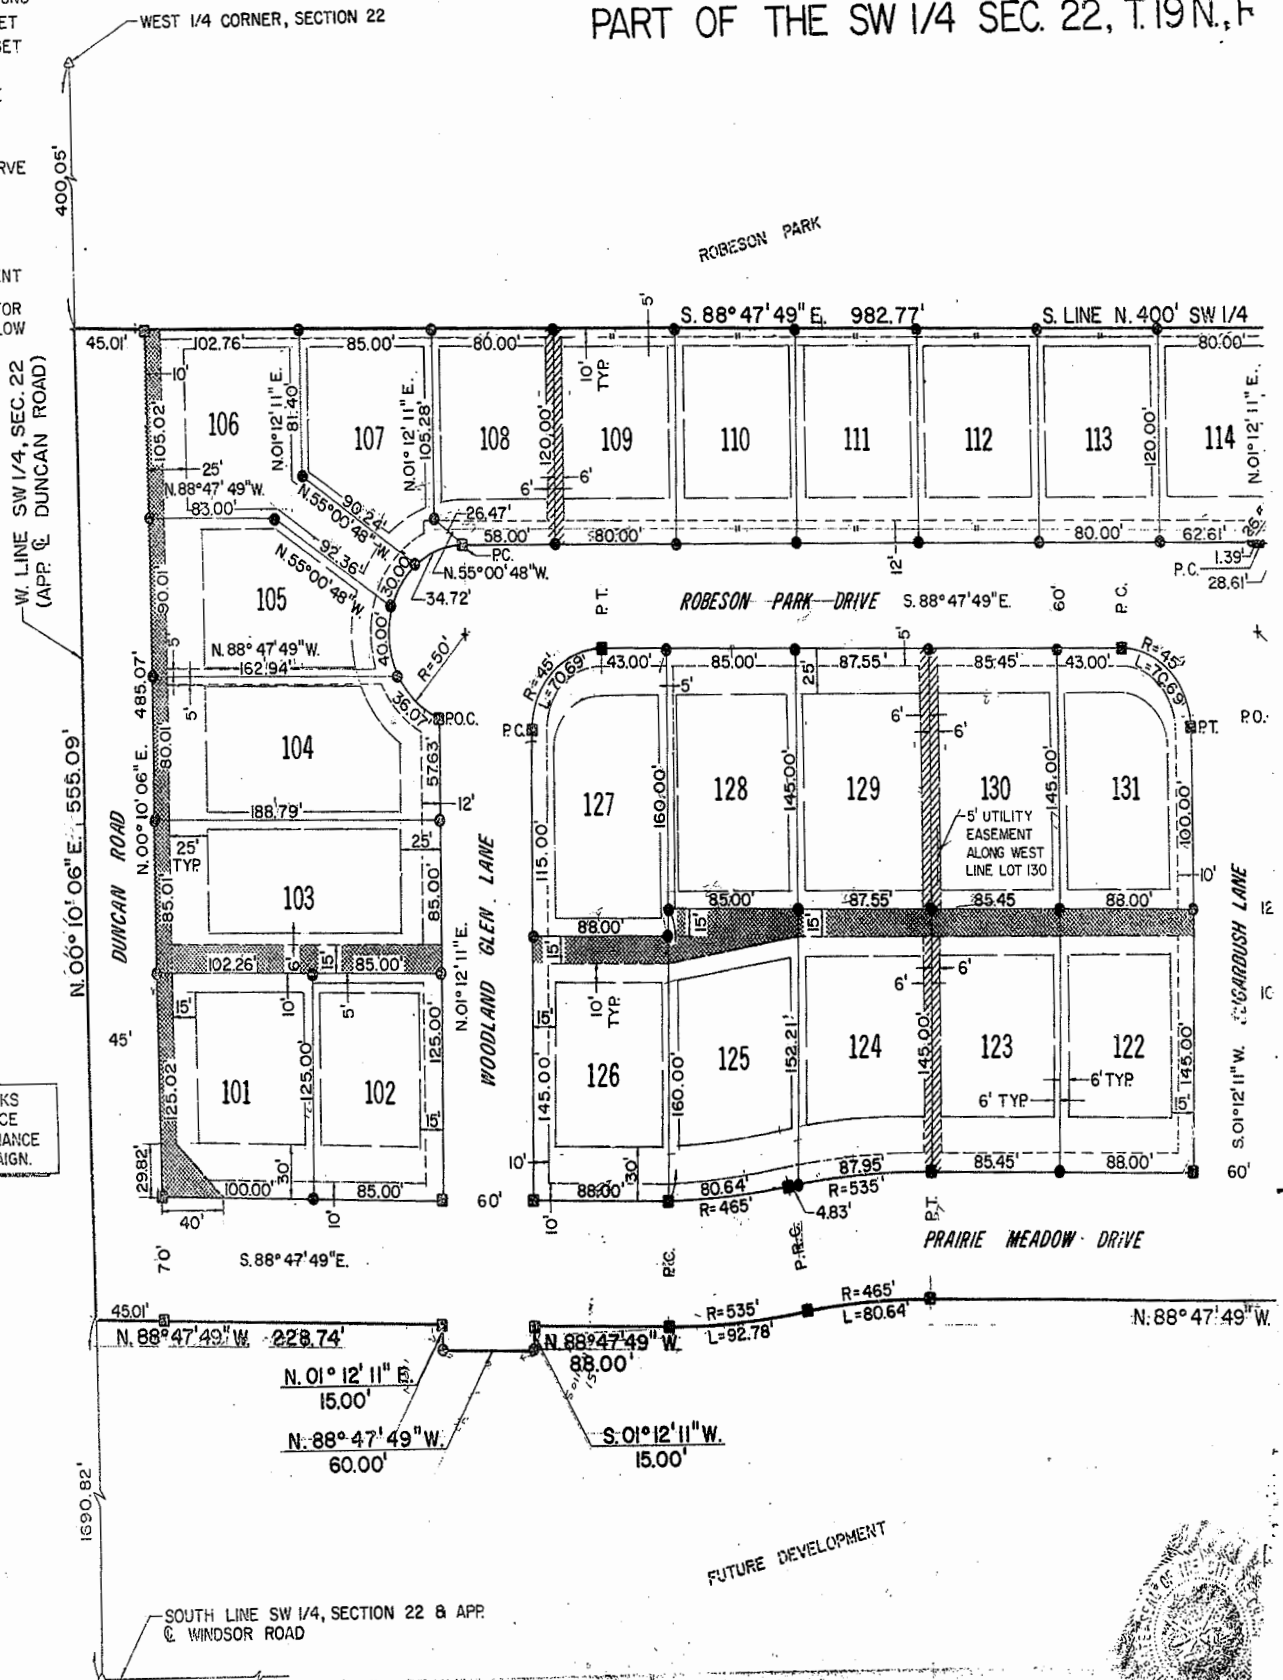 WEST 1/4 CORNER, SECTION 22
PART OF THE SW 1/4 SEC. 22, T. 19 N.,
400.05'
ROBESON PARK
5'
S. 88° 47' 49" E. 982.77'
S. LINE N. 400' SW 1/4
45.01'
102.76'
85.00'
80.00'
80.00'
10'
10' TYP.
W. LINE SW 1/4, SEC. 22
(APP. ℄ DUNCAN ROAD)
105.02'
N.01°12'11"E.
81.40'
N.01°12'11"E.
105.28'
120.00'
120.00'
N.01°12'11"E.
106
107
108
109
110
111
112
113
114
25'
N.88°47'49"W.
83.00'
N.55°00'48"W.
90.24'
6'
6'
26.47'
58.00'
80.00'
80.00'
62.61'
12'
P.C.
N.55°00'48"W.
92.36'
N.55°00'48"W.
30.00'
34.72'
P.C.
1.39'
28.61'
90.01'
105
P.T.
ROBESON PARK DRIVE
S.88°47'49"E.
60'
P.C.
5'
N.88°47'49"W.
162.94'
40.00'
R=50'
5'
36.07'
P.O.C.
R=45'
L=70.69'
43.00'
85.00'
87.55'
5'
85.45'
43.00'
R=45'
L=70.69'
25'
5'
P.C.
6'
6'
P.T.
P.O.
N.00°10'06"E. 485.07'
N.00°10'06"E. 555.09'
80.01'
104
57.63'
188.79'
12'
127
128
129
130
131
115.00'
160.00'
145.00'
145.00'
100.00'
5' UTILITY
EASEMENT
ALONG WEST
LINE LOT 130
DUNCAN ROAD
25'
TYP.
25'
85.01'
103
85.00'
N.01°12'11"E.
WOODLAND GLEN LANE
10'
SUGARBUSH LANE
88.00'
85.00'
87.55'
85.45
88.00'
12
102.26'
6'
15'
85.00'
15'
15'
15'
10'
5'
10'
TYP.
6'
6'
15'
15'
45'
125.02'
101
125.00'
102
125.00'
15'
145.00'
126
160.00'
125
152.21'
124
145.00'
123
122
145.00'
6' TYP.
6' TYP.
15'
S.01°12'11"W.
29.82'
30'
10'
30'
100.00'
85.00'
60'
88.00'
80.64'
R=465'
87.95'
R=535'
4.83'
85.45'
88.00'
60'
40'
10'
10'
P.C.
P.R.C.
P.T.
PRAIRIE MEADOW DRIVE
70'
S.88°47'49"E.
45.01'
N. 88°47'49"W. 228.74'
N. 88°47'49" W.
88.00'
R=535'
L=92.78'
R=465'
L=80.64'
N. 88°47'49" W.
N. 01° 12' 11" E.
15.00'
N. 88° 47' 49" W.
60.00'
S. 01° 12' 11" W.
15.00'
1690.82'
FUTURE DEVELOPMENT
SOUTH LINE SW 1/4, SECTION 22 & APP.
℄ WINDSOR ROAD